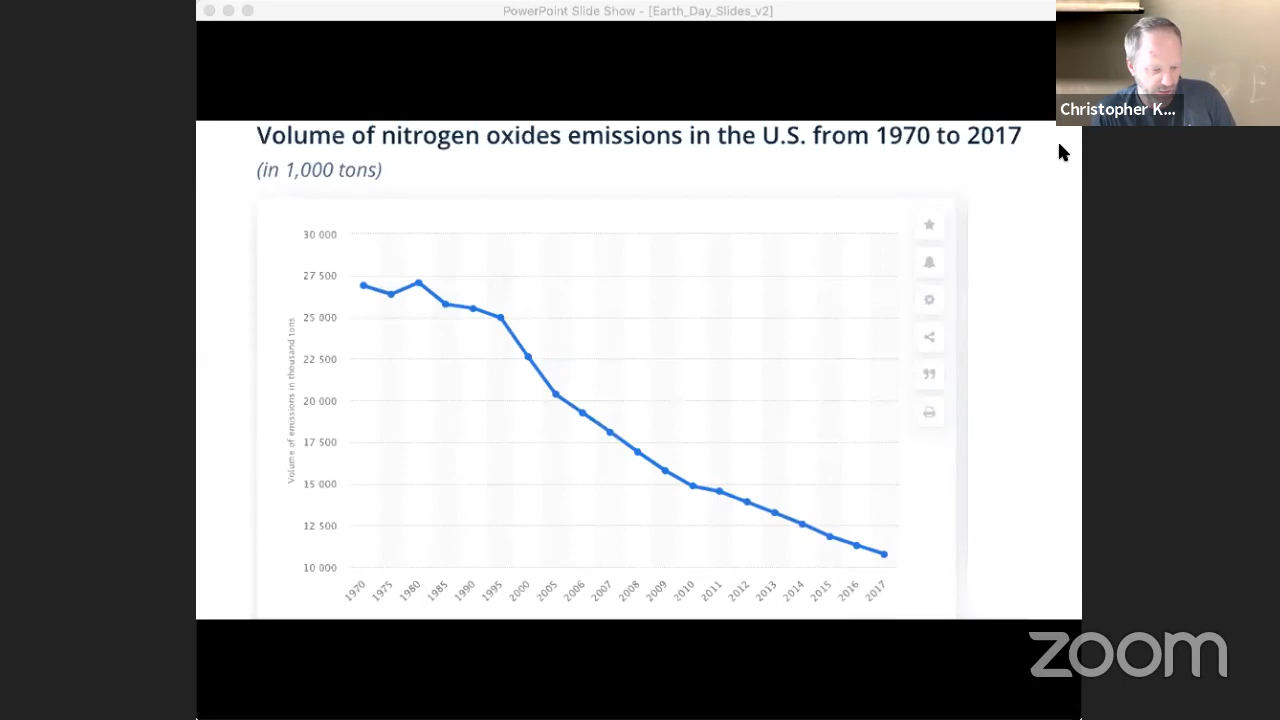 PowerPoint Slide Show - [Earth_Day_Slides_v2]
Christopher K...
Volume of nitrogen oxides emissions in the U.S. from 1970 to 2017
(in 1,000 tons)
Volume of emissions in thousand tons
30 000
27 500
25 000
22 500
20 000
17 500
15 000
12 500
10 000
1970 1975 1980 1985 1990 1995 2000 2005 2006 2007 2008 2009 2010 2011 2012 2013 2014 2015 2016 2017
zoom